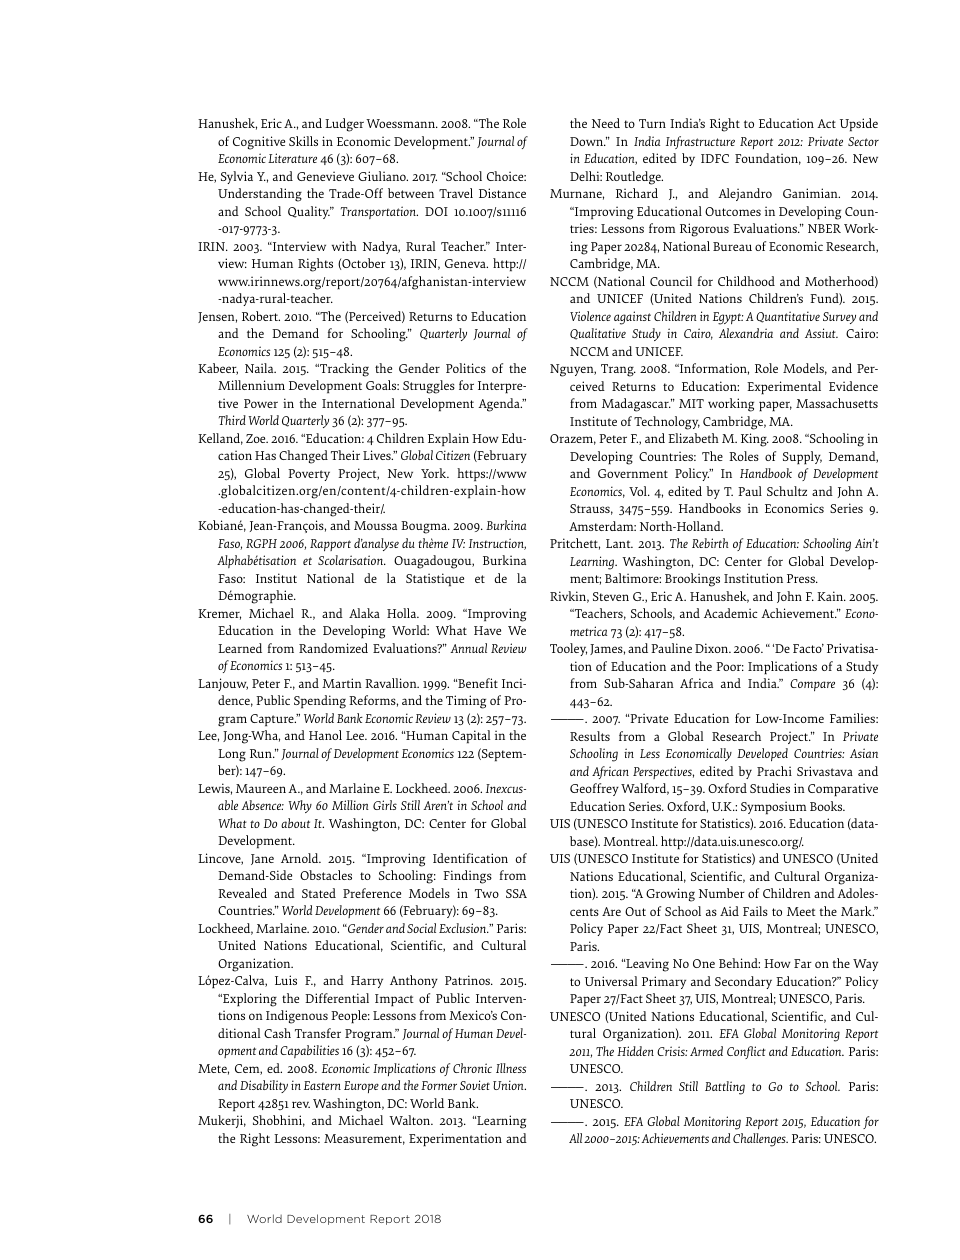 Hanushek, Eric A., and Ludger Woessmann. 2008. “The Role
of Cognitive Skills in Economic Development.” Journal of
Economic Literature 46 (3): 607–68.
He, Sylvia Y., and Genevieve Giuliano. 2017. “School Choice:
Understanding the Trade-Off between Travel Distance
and School Quality.” Transportation. DOI 10.1007/s11116
-017-9773-3.
IRIN. 2003. “Interview with Nadya, Rural Teacher.” Inter-
view: Human Rights (October 13), IRIN, Geneva. http://
www.irinnews.org/report/20764/afghanistan-interview
-nadya-rural-teacher.
Jensen, Robert. 2010. “The (Perceived) Returns to Education
and the Demand for Schooling.” Quarterly Journal of
Economics 125 (2): 515–48.
Kabeer, Naila. 2015. “Tracking the Gender Politics of the
Millennium Development Goals: Struggles for Interpre-
tive Power in the International Development Agenda.”
Third World Quarterly 36 (2): 377–95.
Kelland, Zoe. 2016. “Education: 4 Children Explain How Edu-
cation Has Changed Their Lives.” Global Citizen (February
25), Global Poverty Project, New York. https://www
.globalcitizen.org/en/content/4-children-explain-how
-education-has-changed-their/.
Kobiané, Jean-François, and Moussa Bougma. 2009. Burkina
Faso, RGPH 2006, Rapport d’analyse du thème IV: Instruction,
Alphabétisation et Scolarisation. Ouagadougou, Burkina
Faso: Institut National de la Statistique et de la
Démographie.
Kremer, Michael R., and Alaka Holla. 2009. “Improving
Education in the Developing World: What Have We
Learned from Randomized Evaluations?” Annual Review
of Economics 1: 513–45.
Lanjouw, Peter F., and Martin Ravallion. 1999. “Benefit Inci-
dence, Public Spending Reforms, and the Timing of Pro-
gram Capture.” World Bank Economic Review 13 (2): 257–73.
Lee, Jong-Wha, and Hanol Lee. 2016. “Human Capital in the
Long Run.” Journal of Development Economics 122 (Septem-
ber): 147–69.
Lewis, Maureen A., and Marlaine E. Lockheed. 2006. Inexcus-
able Absence: Why 60 Million Girls Still Aren’t in School and
What to Do about It. Washington, DC: Center for Global
Development.
Lincove, Jane Arnold. 2015. “Improving Identification of
Demand-Side Obstacles to Schooling: Findings from
Revealed and Stated Preference Models in Two SSA
Countries.” World Development 66 (February): 69–83.
Lockheed, Marlaine. 2010. “Gender and Social Exclusion.” Paris:
United Nations Educational, Scientific, and Cultural
Organization.
López-Calva, Luis F., and Harry Anthony Patrinos. 2015.
“Exploring the Differential Impact of Public Interven-
tions on Indigenous People: Lessons from Mexico’s Con-
ditional Cash Transfer Program.” Journal of Human Devel-
opment and Capabilities 16 (3): 452–67.
Mete, Cem, ed. 2008. Economic Implications of Chronic Illness
and Disability in Eastern Europe and the Former Soviet Union.
Report 42851 rev. Washington, DC: World Bank.
Mukerji, Shobhini, and Michael Walton. 2013. “Learning
the Right Lessons: Measurement, Experimentation and
the Need to Turn India’s Right to Education Act Upside
Down.” In India Infrastructure Report 2012: Private Sector
in Education, edited by IDFC Foundation, 109–26. New
Delhi: Routledge.
Murnane, Richard J., and Alejandro Ganimian. 2014.
“Improving Educational Outcomes in Developing Coun-
tries: Lessons from Rigorous Evaluations.” NBER Work-
ing Paper 20284, National Bureau of Economic Research,
Cambridge, MA.
NCCM (National Council for Childhood and Motherhood)
and UNICEF (United Nations Children’s Fund). 2015.
Violence against Children in Egypt: A Quantitative Survey and
Qualitative Study in Cairo, Alexandria and Assiut. Cairo:
NCCM and UNICEF.
Nguyen, Trang. 2008. “Information, Role Models, and Per-
ceived Returns to Education: Experimental Evidence
from Madagascar.” MIT working paper, Massachusetts
Institute of Technology, Cambridge, MA.
Orazem, Peter F., and Elizabeth M. King. 2008. “Schooling in
Developing Countries: The Roles of Supply, Demand,
and Government Policy.” In Handbook of Development
Economics, Vol. 4, edited by T. Paul Schultz and John A.
Strauss, 3475–559. Handbooks in Economics Series 9.
Amsterdam: North-Holland.
Pritchett, Lant. 2013. The Rebirth of Education: Schooling Ain’t
Learning. Washington, DC: Center for Global Develop-
ment; Baltimore: Brookings Institution Press.
Rivkin, Steven G., Eric A. Hanushek, and John F. Kain. 2005.
“Teachers, Schools, and Academic Achievement.” Econo-
metrica 73 (2): 417–58.
Tooley, James, and Pauline Dixon. 2006. “ ‘De Facto’ Privatisa-
tion of Education and the Poor: Implications of a Study
from Sub-Saharan Africa and India.” Compare 36 (4):
443–62.
———. 2007. “Private Education for Low-Income Families:
Results from a Global Research Project.” In Private
Schooling in Less Economically Developed Countries: Asian
and African Perspectives, edited by Prachi Srivastava and
Geoffrey Walford, 15–39. Oxford Studies in Comparative
Education Series. Oxford, U.K.: Symposium Books.
UIS (UNESCO Institute for Statistics). 2016. Education (data-
base). Montreal. http://data.uis.unesco.org/.
UIS (UNESCO Institute for Statistics) and UNESCO (United
Nations Educational, Scientific, and Cultural Organiza-
tion). 2015. “A Growing Number of Children and Adoles-
cents Are Out of School as Aid Fails to Meet the Mark.”
Policy Paper 22/Fact Sheet 31, UIS, Montreal; UNESCO,
Paris.
———. 2016. “Leaving No One Behind: How Far on the Way
to Universal Primary and Secondary Education?” Policy
Paper 27/Fact Sheet 37, UIS, Montreal; UNESCO, Paris.
UNESCO (United Nations Educational, Scientific, and Cul-
tural Organization). 2011. EFA Global Monitoring Report
2011, The Hidden Crisis: Armed Conflict and Education. Paris:
UNESCO.
———. 2013. Children Still Battling to Go to School. Paris:
UNESCO.
———. 2015. EFA Global Monitoring Report 2015, Education for
All 2000–2015: Achievements and Challenges. Paris: UNESCO.
66 | World Development Report 2018